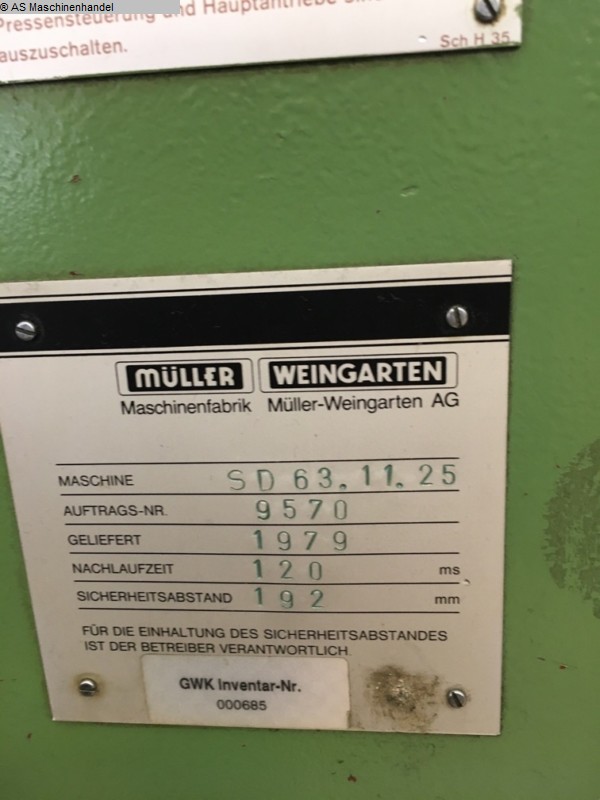 © AS Maschinenhandel
Pressensteuerung und Hauptantriebe
auszuschalten.
Sch H 35
MÜLLER WEINGARTEN
Maschinenfabrik Müller-Weingarten AG
MASCHINE SD 63.11.25
AUFTRAGS-NR. 9570
GELIEFERT 1979
NACHLAUFZEIT 120 ms
SICHERHEITSABSTAND 192 mm
FÜR DIE EINHALTUNG DES SICHERHEITSABSTANDES
IST DER BETREIBER VERANTWORTLICH.
GWK Inventar-Nr.
000685